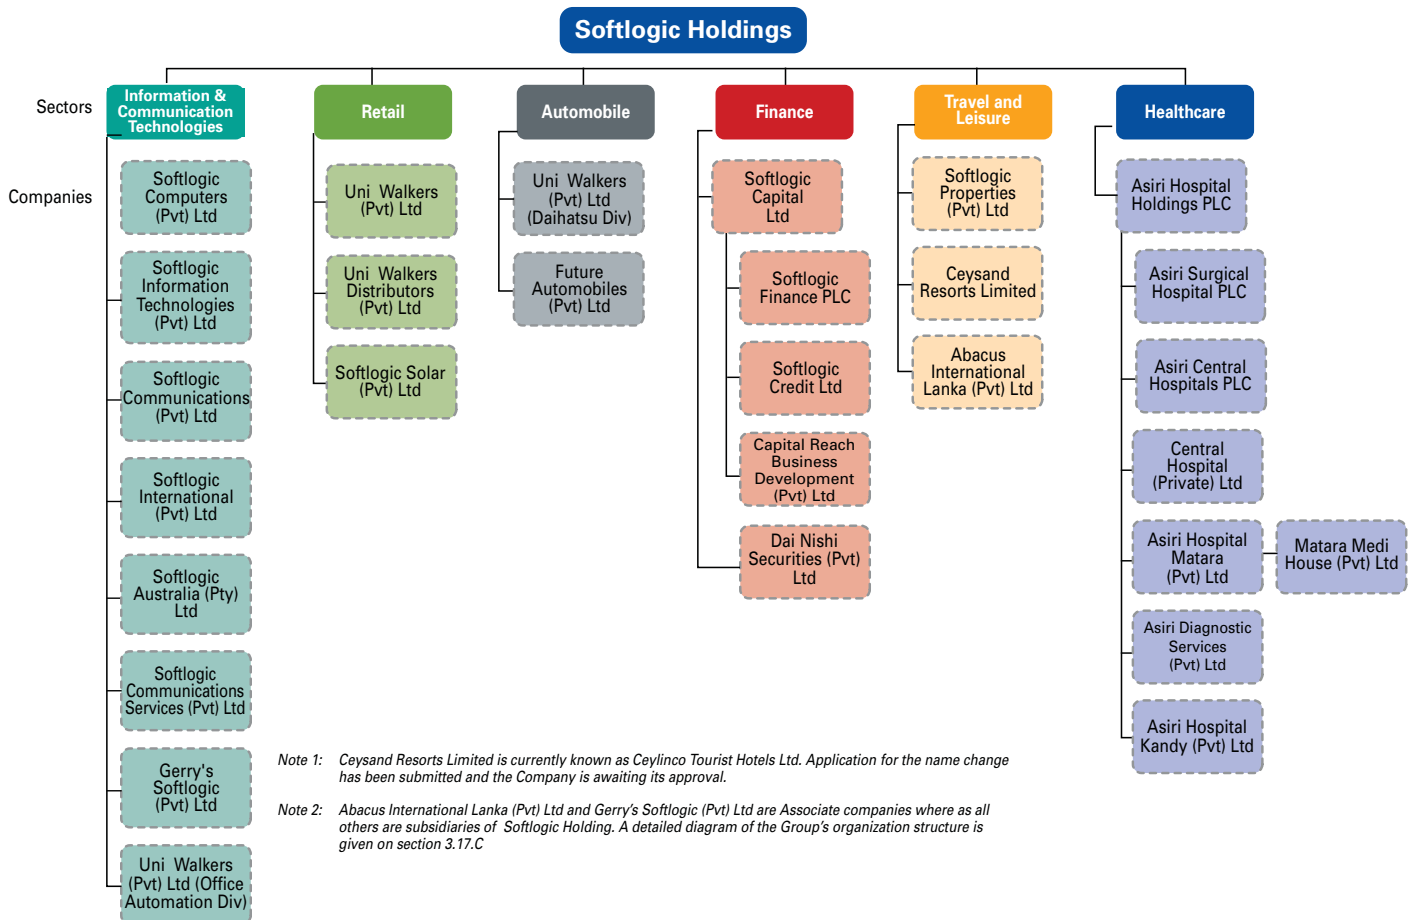 Softlogic Holdings
Sectors
Information &
Communication
Technologies
Retail
Automobile
Finance
Travel and
Leisure
Healthcare
Companies
Softlogic
Computers
(Pvt) Ltd
Softlogic
Information
Technologies
(Pvt) Ltd
Softlogic
Communications
(Pvt) Ltd
Softlogic
International
(Pvt) Ltd
Softlogic
Australia (Pty)
Ltd
Softlogic
Communications
Services (Pvt) Ltd
Gerry's
Softlogic
(Pvt) Ltd
Uni Walkers
(Pvt) Ltd (Office
Automation Div)
Uni Walkers
(Pvt) Ltd
Uni Walkers
Distributors
(Pvt) Ltd
Softlogic Solar
(Pvt) Ltd
Uni Walkers
(Pvt) Ltd
(Daihatsu Div)
Future
Automobiles
(Pvt) Ltd
Softlogic
Capital
Ltd
Softlogic
Finance PLC
Softlogic
Credit Ltd
Capital Reach
Business
Development
(Pvt) Ltd
Dai Nishi
Securities (Pvt)
Ltd
Softlogic
Properties
(Pvt) Ltd
Ceysand
Resorts Limited
Abacus
International
Lanka (Pvt) Ltd
Asiri Hospital
Holdings PLC
Asiri Surgical
Hospital PLC
Asiri Central
Hospitals PLC
Central
Hospital
(Private) Ltd
Asiri Hospital
Matara
(Pvt) Ltd
Matara Medi
House (Pvt) Ltd
Asiri Diagnostic
Services
(Pvt) Ltd
Asiri Hospital
Kandy (Pvt) Ltd
Note 1: Ceysand Resorts Limited is currently known as Ceylinco Tourist Hotels Ltd. Application for the name change
has been submitted and the Company is awaiting its approval.
Note 2: Abacus International Lanka (Pvt) Ltd and Gerry's Softlogic (Pvt) Ltd are Associate companies where as all
others are subsidiaries of Softlogic Holding. A detailed diagram of the Group's organization structure is
given on section 3.17.C